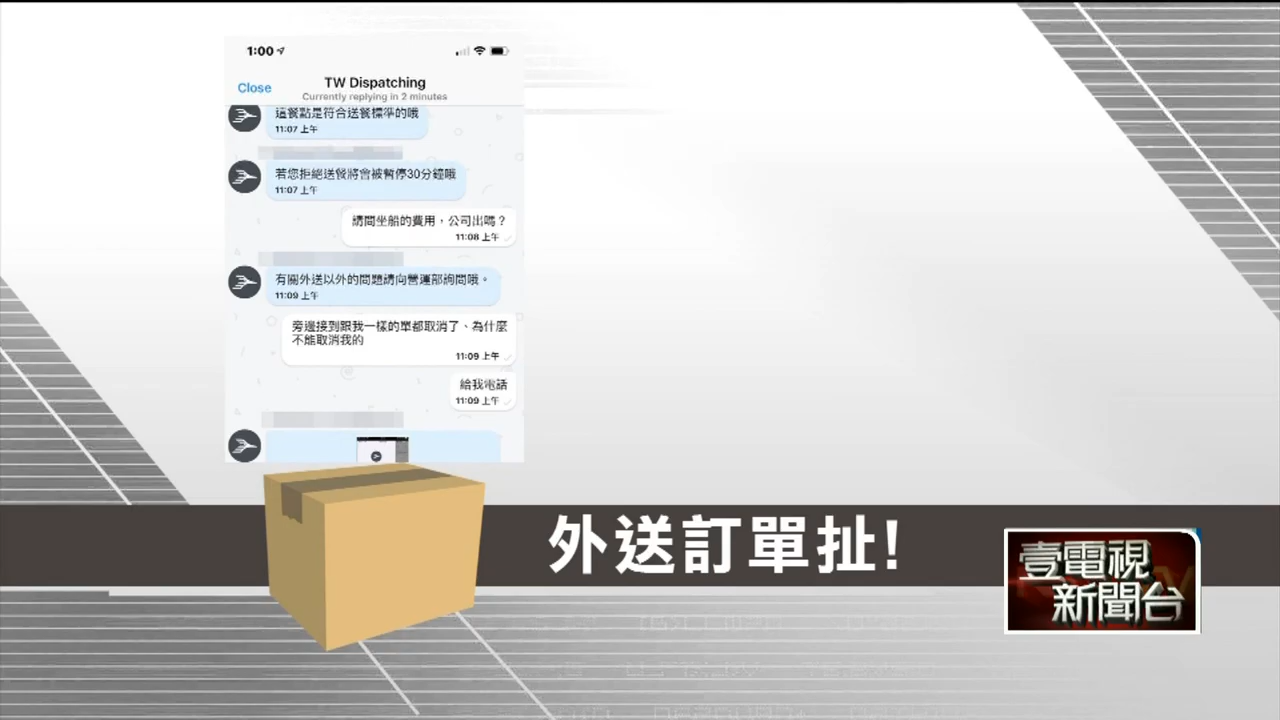 1:00
Close
TW Dispatching
Currently replying in 2 minutes
這餐點是符合送餐標準的哦
11:07 上午
若您拒絕送餐將會被暫停30分鐘哦
11:07 上午
請問坐船的費用，公司出嗎？
11:08 上午
有關外送以外的問題請向營運部詢問哦。
11:09 上午
旁邊接到跟我一樣的單都取消了、為什麼
不能取消我的
11:09 上午
給我電話
11:09 上午
外送訂單扯!
壹電視
新聞台